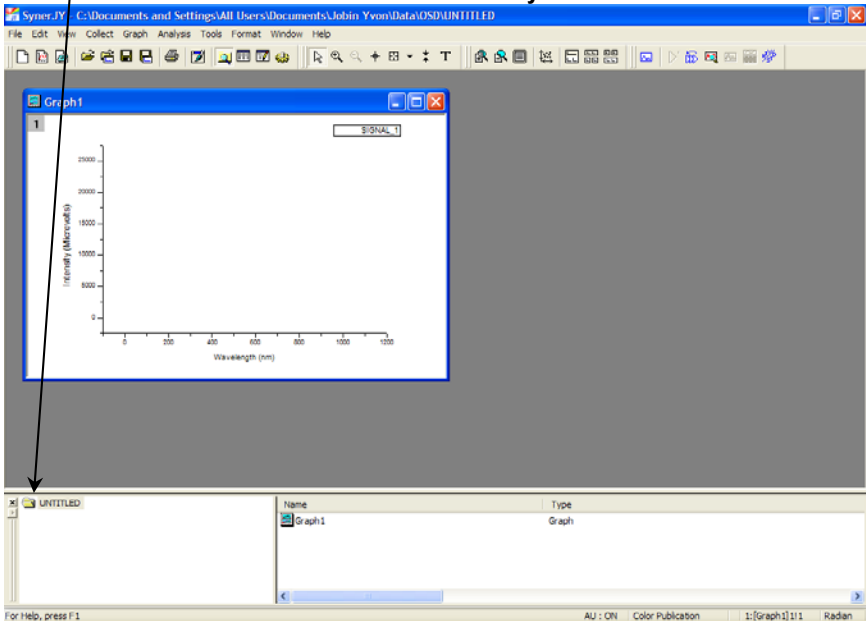 SynerJY - C:\Documents and Settings\All Users\Documents\Jobin Yvon\Data\OSD\UNTITLED
File Edit View Collect Graph Analysis Tools Format Window Help
Graph1
1
SIGNAL_1
25000
20000
15000
10000
5000
0
Intensity (Microvolts)
0 200 400 600 800 1000 1200
Wavelength (nm)
UNTITLED
Name Type
Graph1 Graph
For Help, press F1 AU : ON Color Publication 1:[Graph1]1!1 Radian